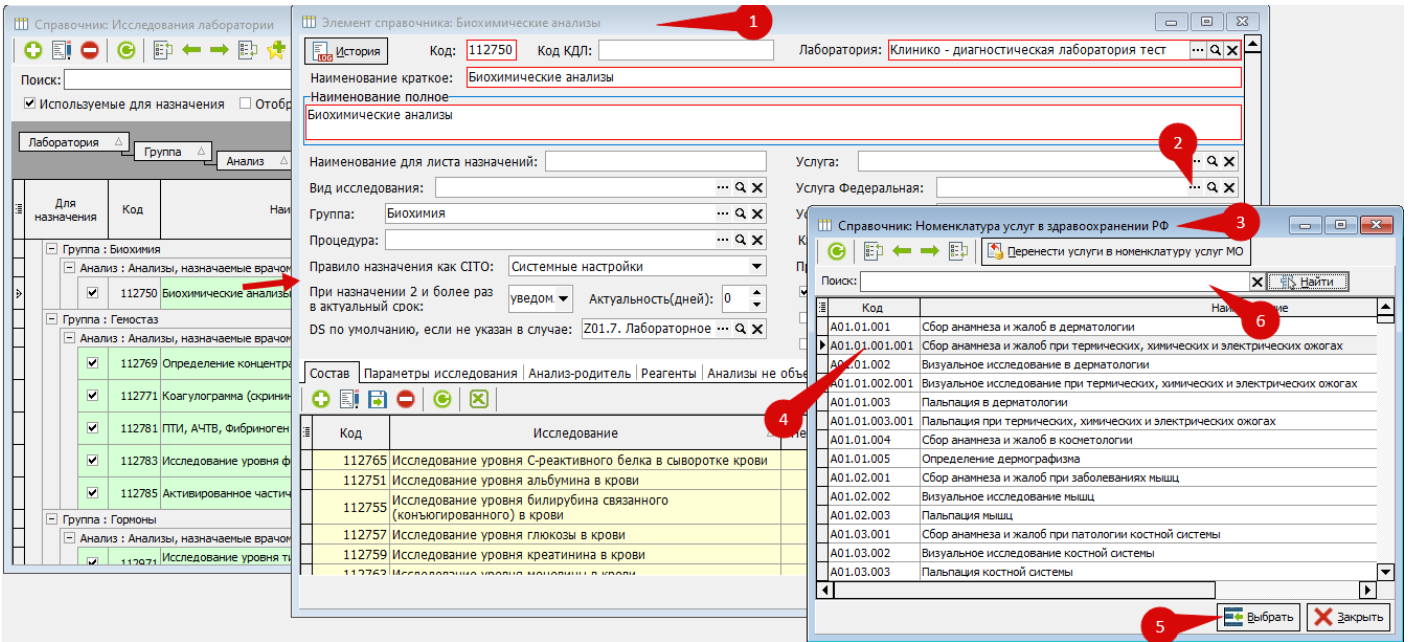 Справочник: Исследования лаборатории
Поиск:
Используемые для назначения
Отобр
Лаборатория
Группа
Анализ
Для назначения
Код
Наи
Группа : Биохимия
Анализ : Анализы, назначаемые врачом
112750 Биохимические анализы
Группа : Гемостаз
Анализ : Анализы, назначаемые врачом
112769 Определение концентра
112771 Коагулограмма (скрининг
112781 ПТИ, АЧТВ, Фибриноген
112783 Исследование уровня ф
112785 Активированное частич
Группа : Гормоны
Анализ : Анализы, назначаемые врачом
112971 Исследование уровня ти
Элемент справочника: Биохимические анализы
1
LOG История
Код: 112750
Код КДЛ:
Лаборатория: Клинико - диагностическая лаборатория тест
Наименование краткое: Биохимические анализы
Наименование полное
Биохимические анализы
2
Наименование для листа назначений:
Услуга:
Вид исследования:
Услуга Федеральная:
Группа: Биохимия
Процедура:
Правило назначения как CITO: Системные настройки
При назначении 2 и более раз
в актуальный срок:
уведом.
Актуальность(дней): 0
DS по умолчанию, если не указан в случае: Z01.7. Лабораторное
Состав
Параметры исследования
Анализ-родитель
Реагенты
Анализы не объе
Код
Исследование
112765 Исследование уровня С-реактивного белка в сыворотке крови
112751 Исследование уровня альбумина в крови
112755 Исследование уровня билирубина связанного
(конъюгированного) в крови
112757 Исследование уровня глюкозы в крови
112759 Исследование уровня креатинина в крови
112763 Исследование уровня мочевины в крови
Справочник: Номенклатура услуг в здравоохранении РФ
3
Перенести услуги в номенклатуру услуг МО
Поиск:
Найти
6
Код
A01.01.001 Сбор анамнеза и жалоб в дерматологии
A01.01.001.001 Сбор анамнеза и жалоб при термических, химических и электрических ожогах
A01.01.002 Визуальное исследование в дерматологии
A01.01.002.001 Визуальное исследование при термических, химических и электрических ожогах
A01.01.003 Пальпация в дерматологии
A01.01.003.001 Пальпация при термических, химических и электрических ожогах
4
A01.01.004 Сбор анамнеза и жалоб в косметологии
A01.01.005 Определение дермографизма
A01.02.001 Сбор анамнеза и жалоб при заболеваниях мышц
A01.02.002 Визуальное исследование мышц
A01.02.003 Пальпация мышц
A01.03.001 Сбор анамнеза и жалоб при патологии костной системы
A01.03.002 Визуальное исследование костной системы
A01.03.003 Пальпация костной системы
5
Выбрать
Закрыть